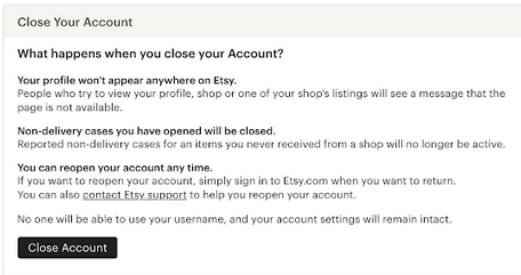 Close Your Account
What happens when you close your Account?
Your profile won't appear anywhere on Etsy.
People who try to view your profile, shop or one of your shop's listings will see a message that the
page is not available.
Non-delivery cases you have opened will be closed.
Reported non-delivery cases for an items you never received from a shop will no longer be active.
You can reopen your account any time.
If you want to reopen your account, simply sign in to Etsy.com when you want to return.
You can also contact Etsy support to help you reopen your account.
No one will be able to use your username, and your account settings will remain intact.
Close Account